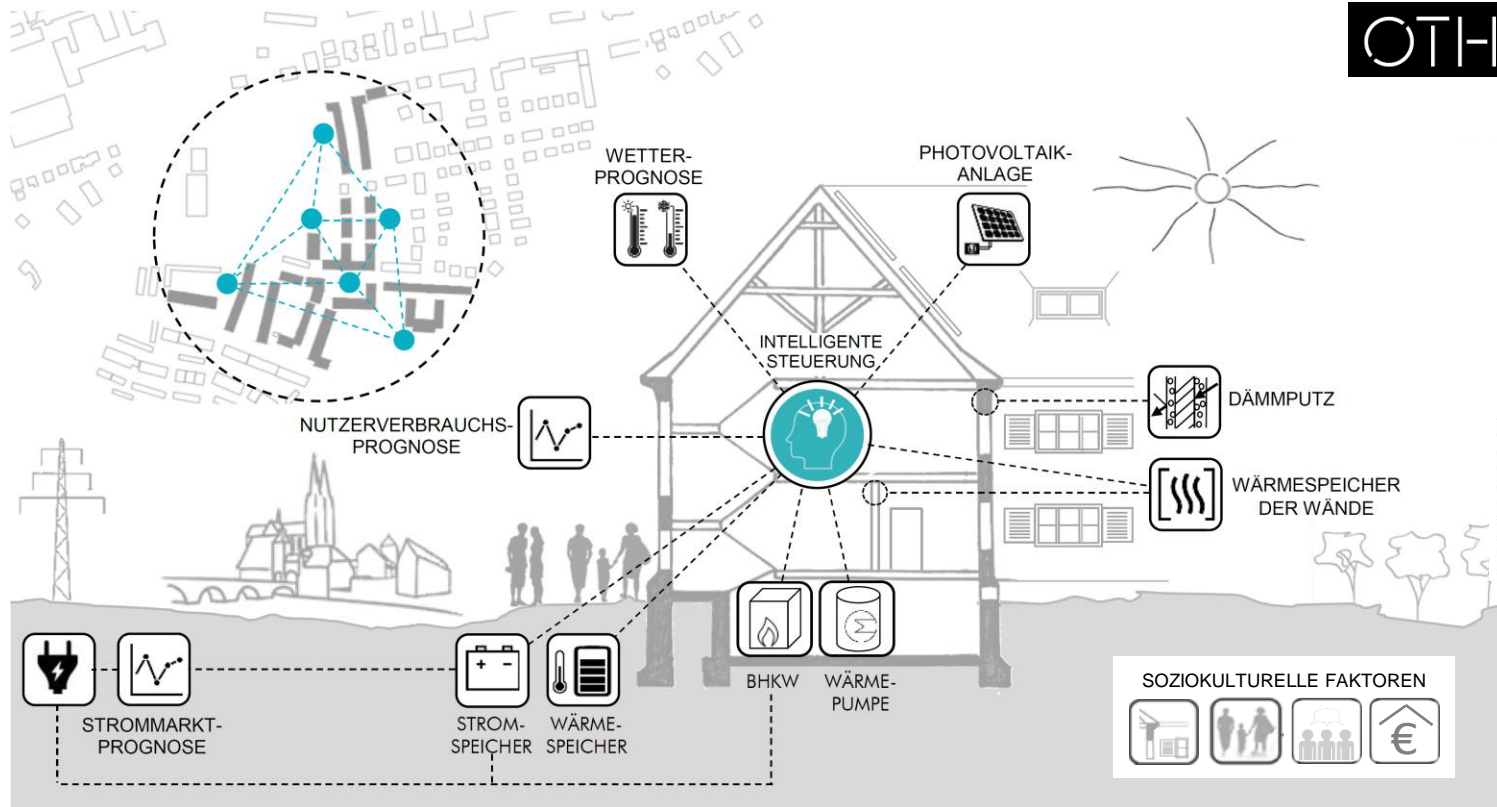 OTH
WETTER-
PROGNOSE
PHOTOVOLTAIK-
ANLAGE
INTELLIGENTE
STEUERUNG
DÄMMPUTZ
NUTZERVERBRAUCHS-
PROGNOSE
WÄRMESPEICHER
DER WÄNDE
STROMMARKT-
PROGNOSE
STROM-
SPEICHER
WÄRME-
SPEICHER
BHKW
WÄRME-
PUMPE
SOZIOKULTURELLE FAKTOREN
€